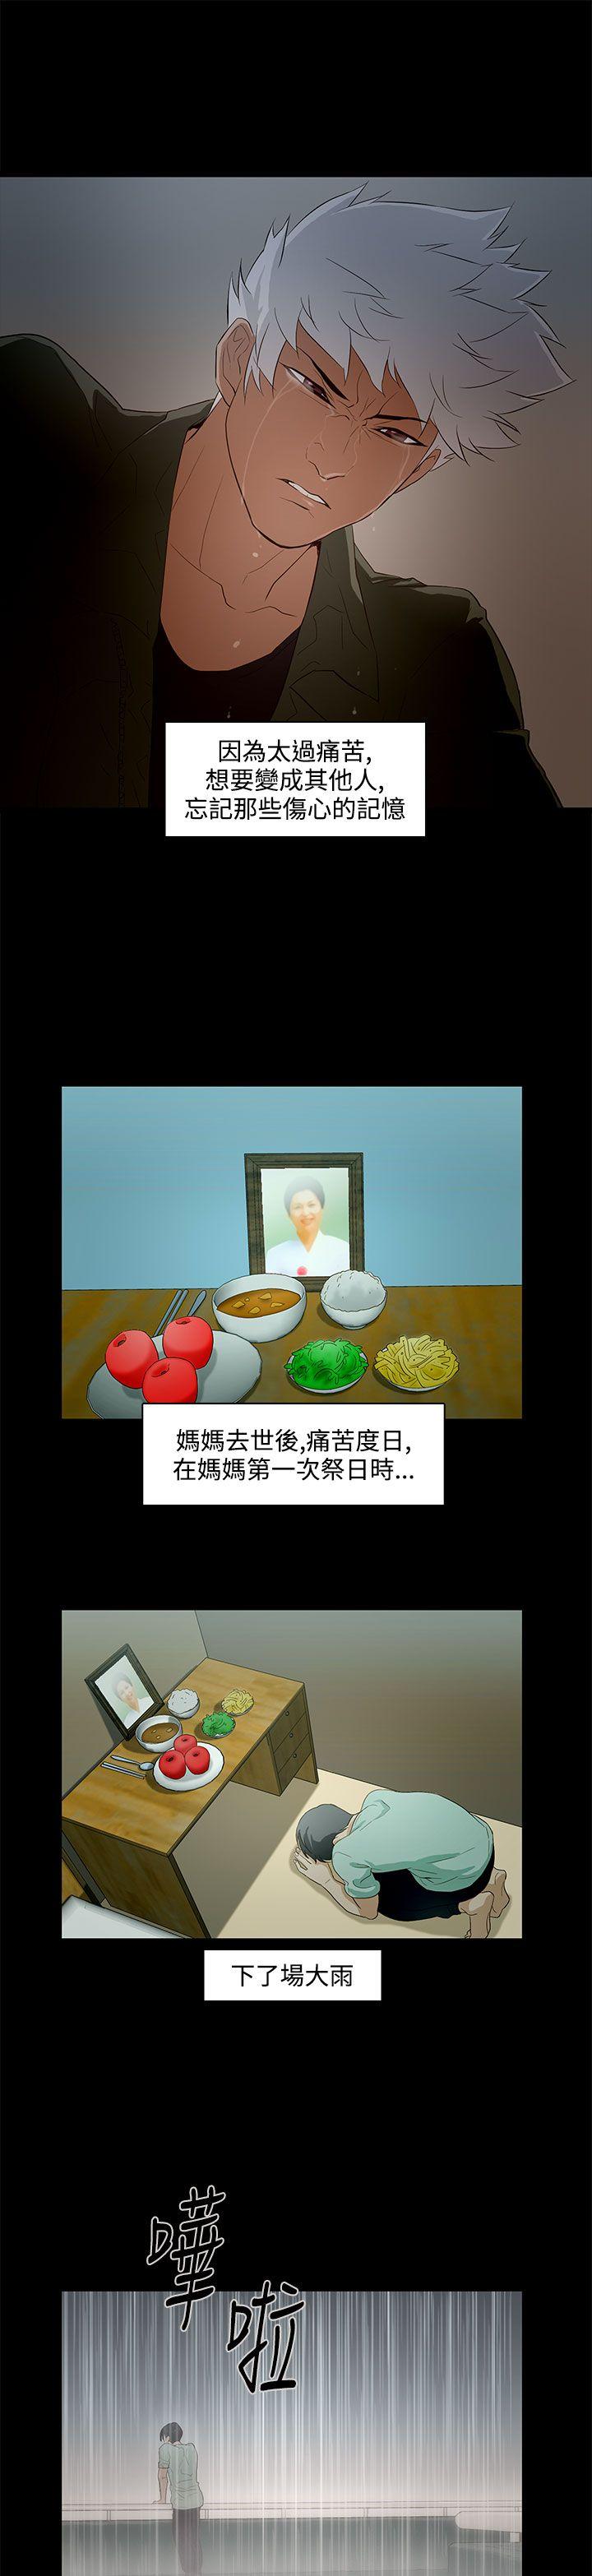 因為太過痛苦,
想要變成其他人,
忘記那些傷心的記憶
媽媽去世後,痛苦度日,
在媽媽第一次祭日時...
下了場大雨
嘩
啦